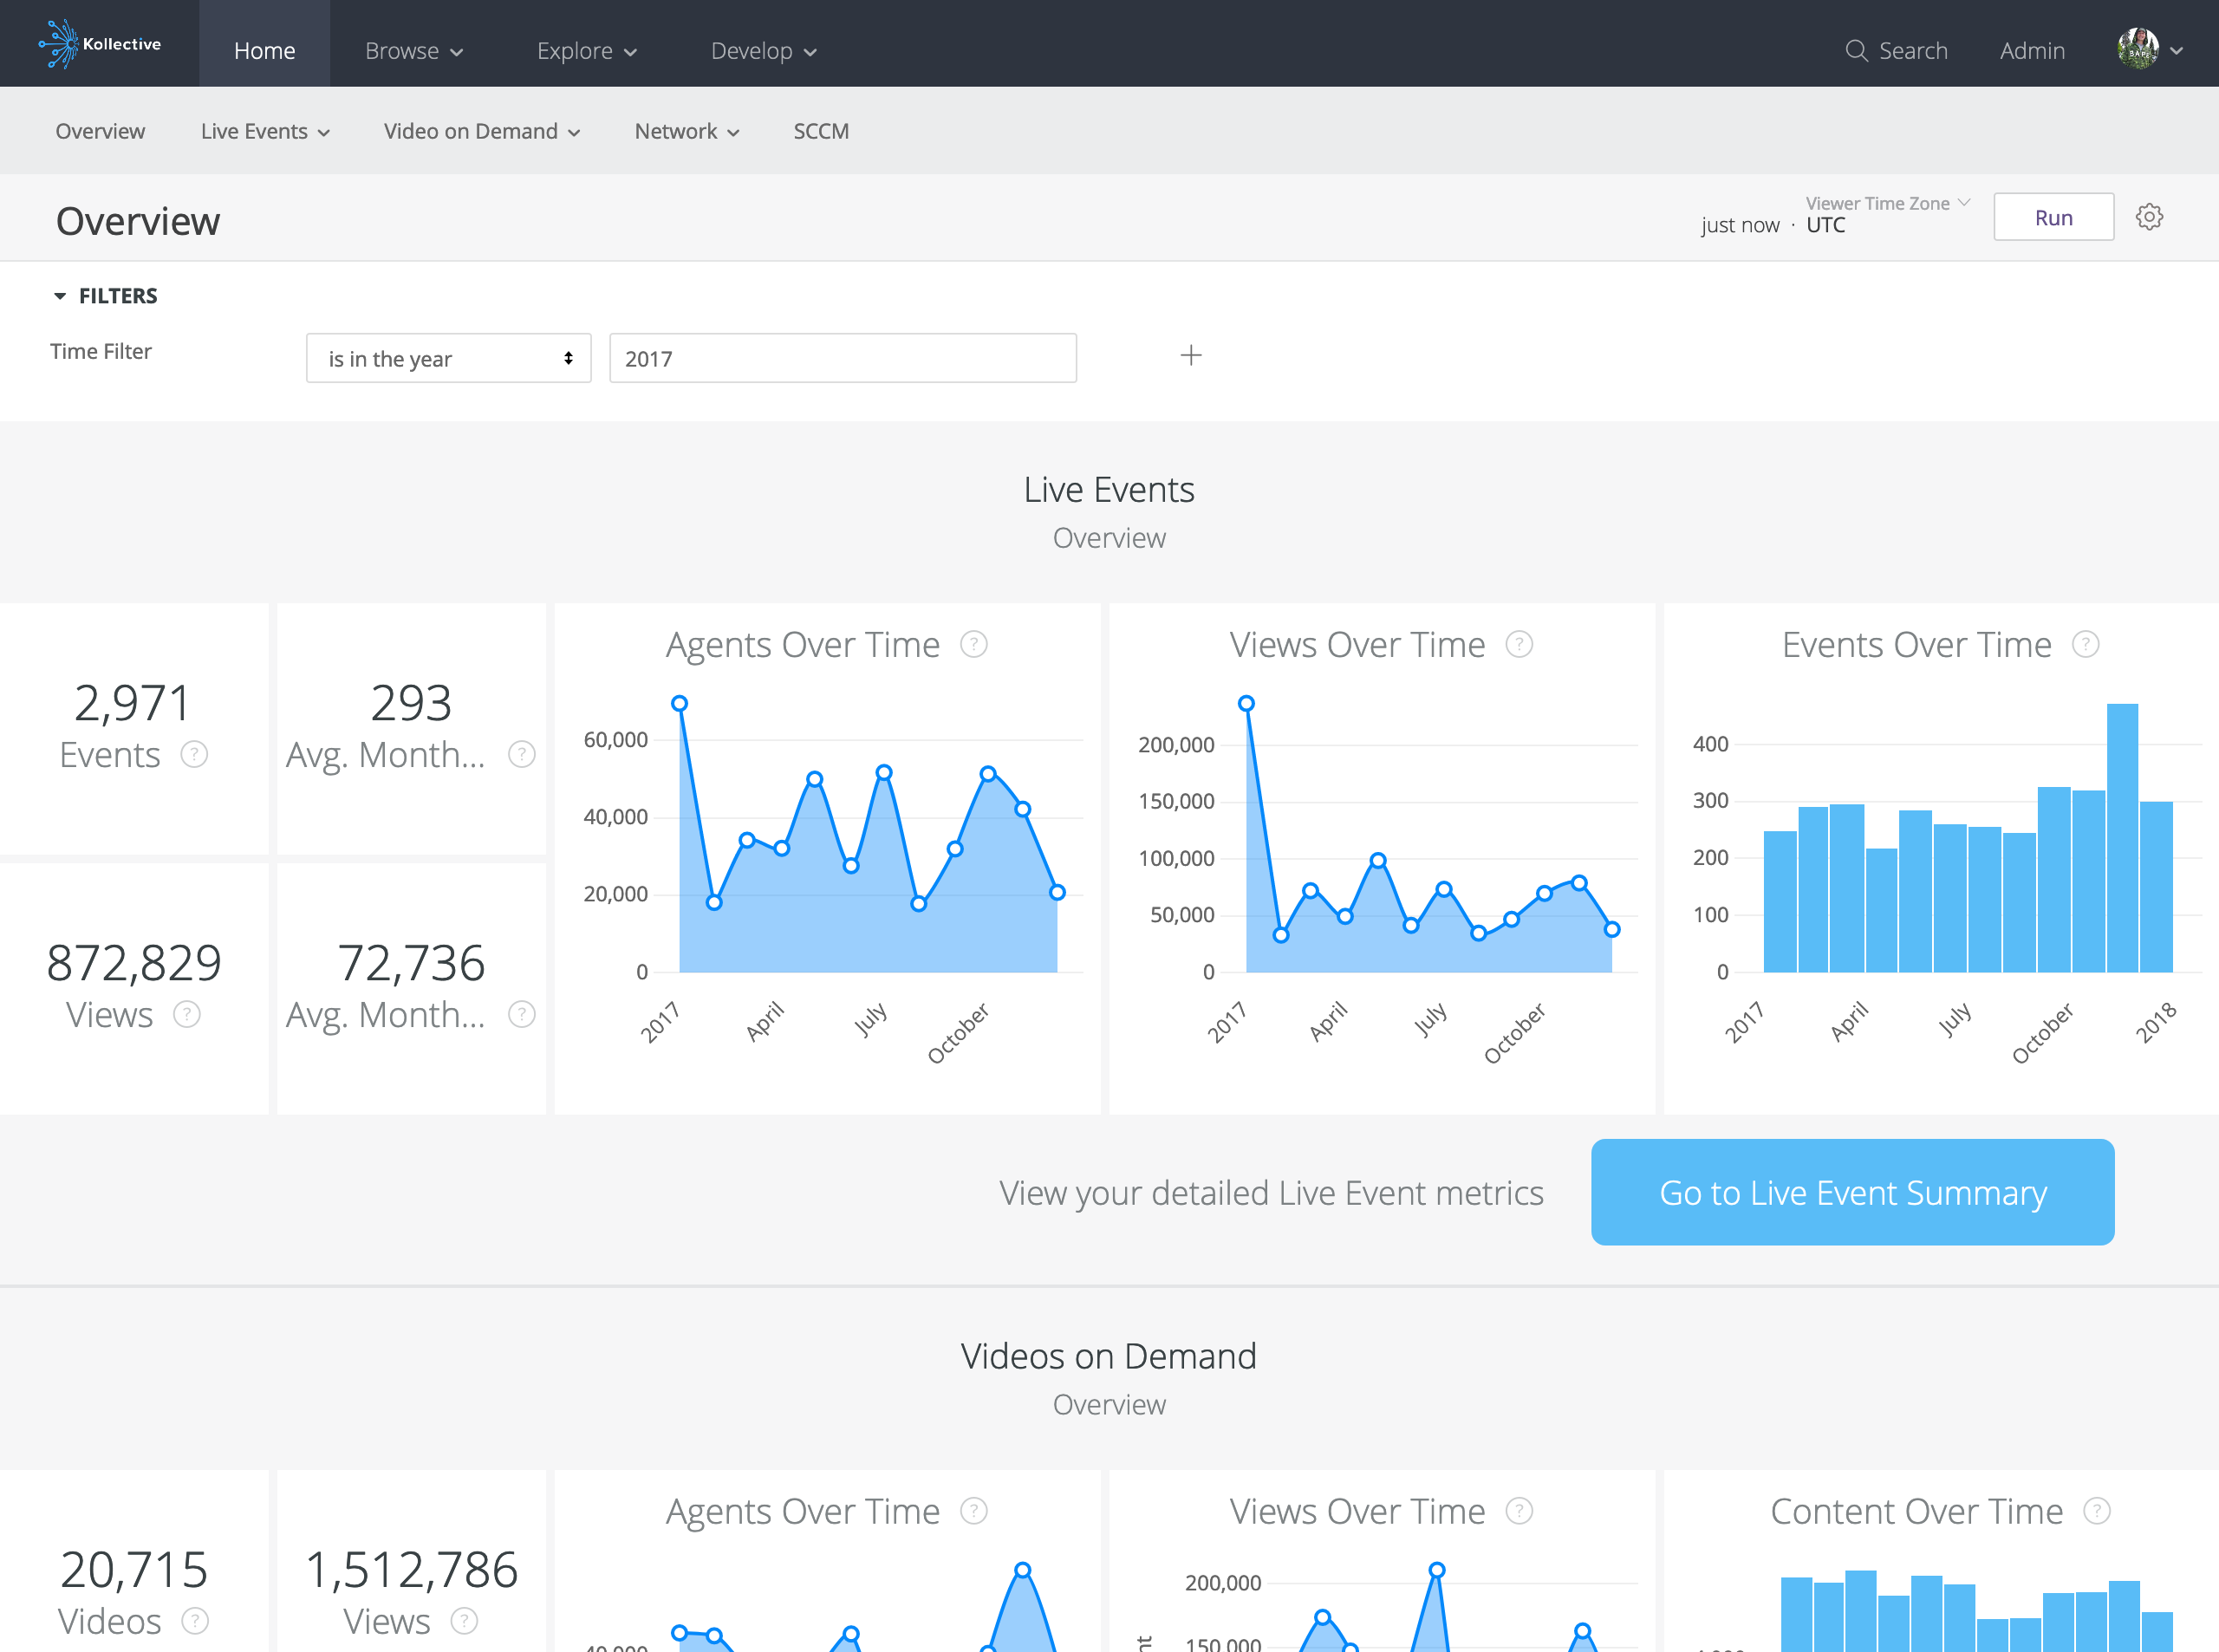 Kollective
Home
Browse
Explore
Develop
Search
Admin
Overview
Live Events
Video on Demand
Network
SCCM
Overview
Viewer Time Zone
just now · UTC
Run
FILTERS
Time Filter
is in the year
2017
Live Events
Overview
2,971
Events ?
293
Avg. Month... ?
872,829
Views ?
72,736
Avg. Month... ?
Agents Over Time ?
60,000
40,000
20,000
0
2017
April
July
October
Views Over Time ?
200,000
150,000
100,000
50,000
0
2017
April
July
October
Events Over Time ?
400
300
200
100
0
2017
April
July
October
2018
View your detailed Live Event metrics
Go to Live Event Summary
Videos on Demand
Overview
20,715
Videos ?
1,512,786
Views ?
Agents Over Time ?
40,000
Views Over Time ?
200,000
150,000
Content Over Time ?